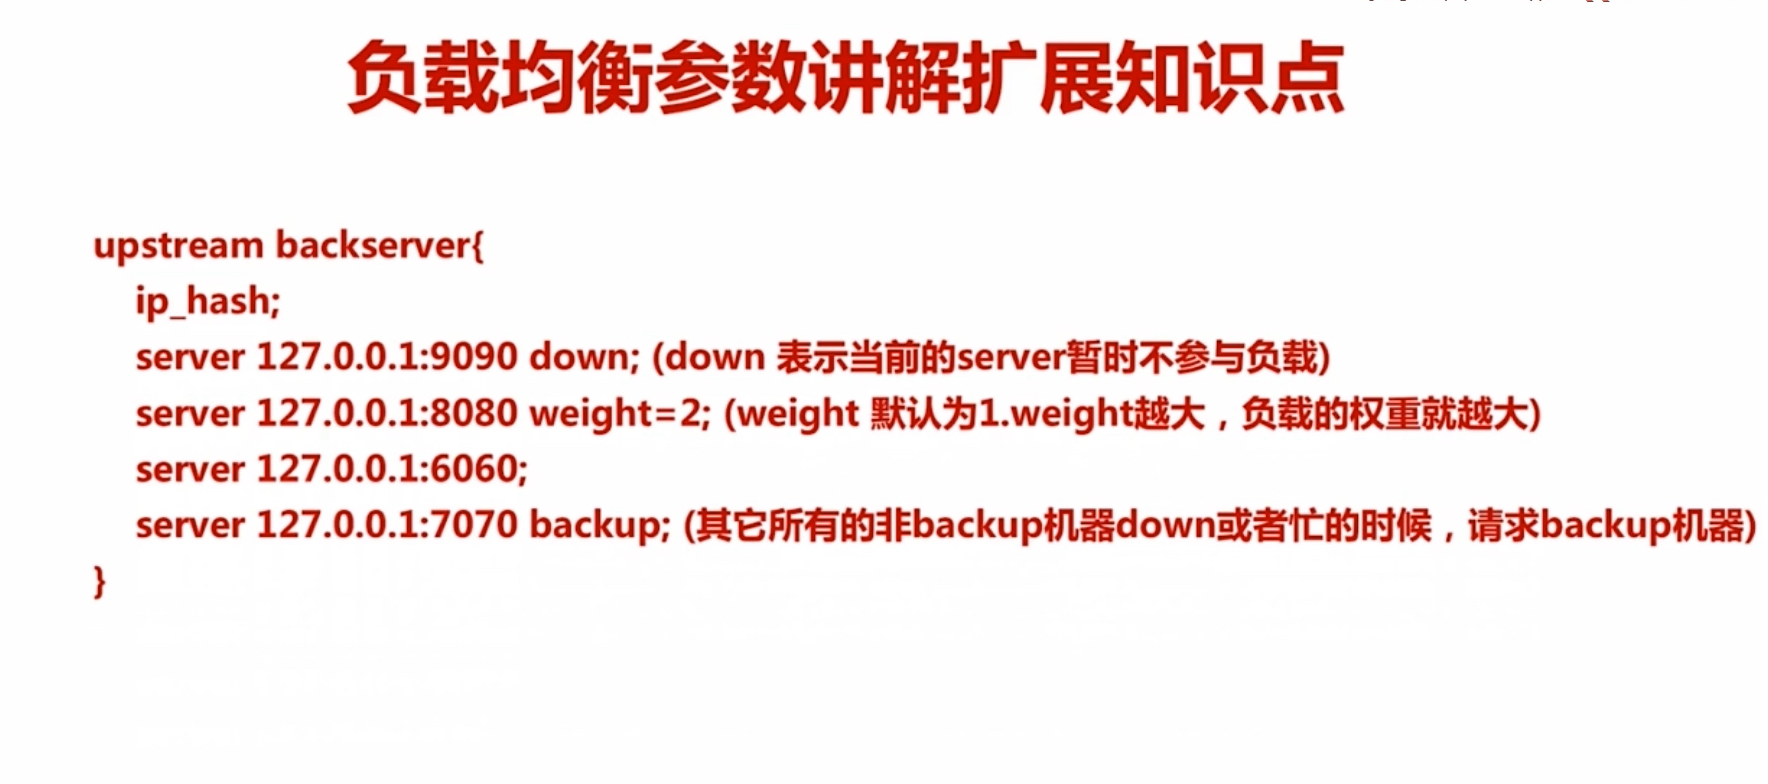 负载均衡参数讲解扩展知识点
upstream backserver{
ip_hash;
server 127.0.0.1:9090 down; (down 表示当前的server暂时不参与负载)
server 127.0.0.1:8080 weight=2; (weight 默认为1.weight越大，负载的权重就越大)
server 127.0.0.1:6060;
server 127.0.0.1:7070 backup; (其它所有的非backup机器down或者忙的时候，请求backup机器)
}